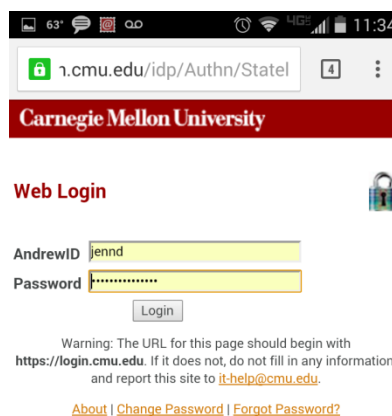 63° 4G 11:34
n.cmu.edu/idp/Authn/Statel 4
Carnegie Mellon University
Web Login
AndrewID jennd
Password ••••••••••••••
Login
Warning: The URL for this page should begin with
https://login.cmu.edu. If it does not, do not fill in any information
and report this site to it-help@cmu.edu.
About | Change Password | Forgot Password?